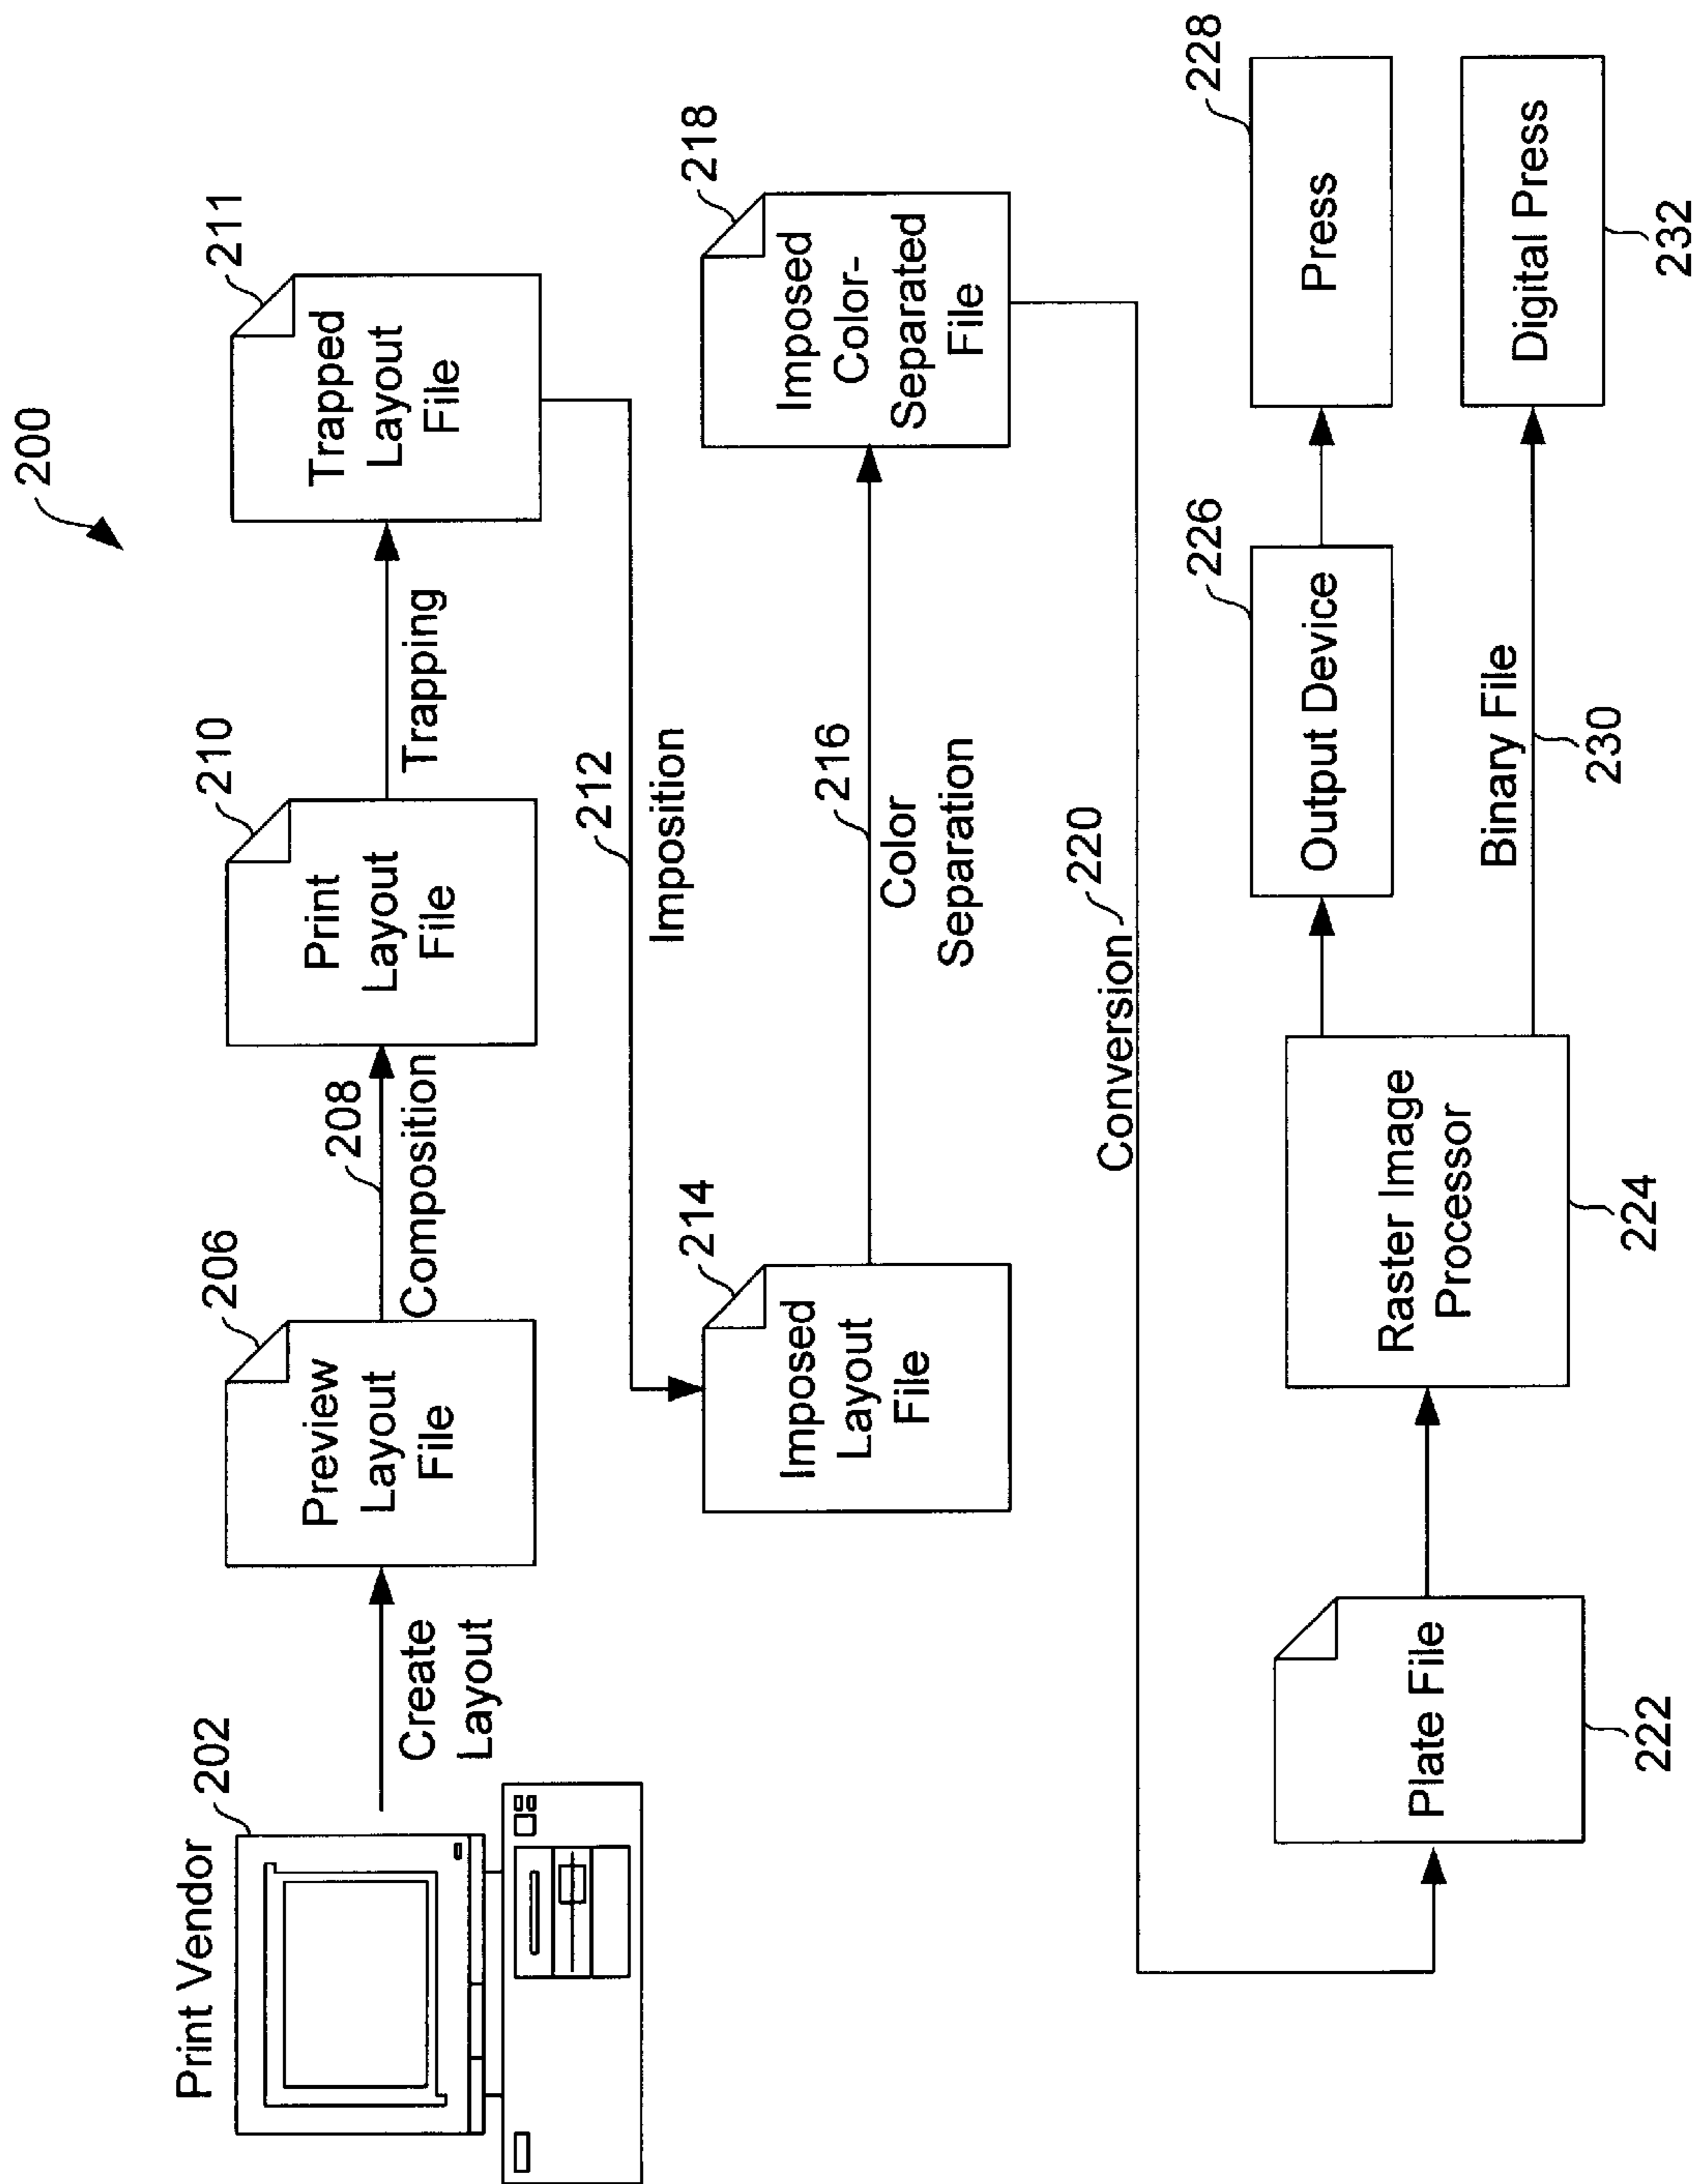 200
Print Vendor
202
Create
Layout
206
Preview
Layout
File
208
Composition
210
Print
Layout
File
Trapping
211
Trapped
Layout
File
212
Imposition
214
Imposed
Layout
File
216
Color
Separation
218
Imposed
Color-
Separated
File
Conversion
220
Plate File
222
Raster Image
Processor
224
226
Output Device
228
Press
Binary File
230
Digital Press
232